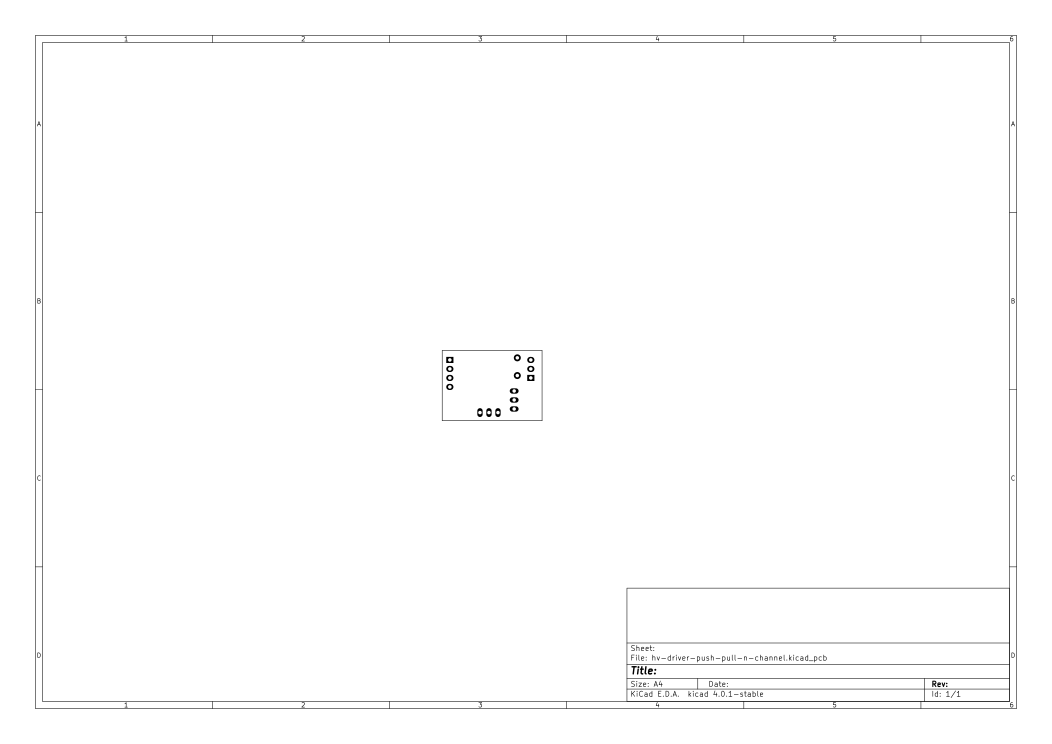 1 2 3 4 5 6
A A
B B
C C
Sheet:
D File: hv-driver-push-pull-n-channel.kicad_pcb D
Title:
Size: A4 Date: Rev:
KiCad E.D.A. kicad 4.0.1-stable Id: 1/1
1 2 3 4 5 6